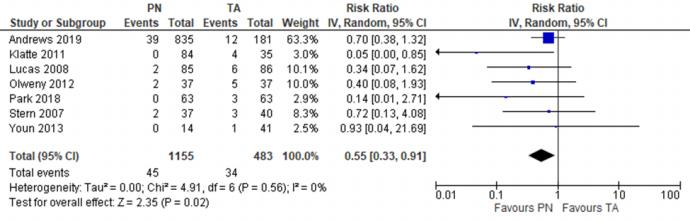 PN TA Risk Ratio Risk Ratio
Study or Subgroup Events Total Events Total Weight IV, Random, 95% CI IV, Random, 95% CI
Andrews 2019 39 835 12 181 63.3% 0.70 [0.38, 1.32]
Klatte 2011 0 84 4 35 3.0% 0.05 [0.00, 0.85]
Lucas 2008 2 85 6 86 10.1% 0.34 [0.07, 1.62]
Olweny 2012 2 37 5 37 10.0% 0.40 [0.08, 1.93]
Park 2018 0 63 3 63 2.9% 0.14 [0.01, 2.71]
Stern 2007 2 37 3 40 8.2% 0.72 [0.13, 4.08]
Youn 2013 0 14 1 41 2.5% 0.93 [0.04, 21.69]
Total (95% CI) 1155 483 100.0% 0.55 [0.33, 0.91]
Total events 45 34
Heterogeneity: Tau² = 0.00; Chi² = 4.91, df = 6 (P = 0.56); I² = 0%
Test for overall effect: Z = 2.35 (P = 0.02)
0.01 0.1 1 10 100
Favours PN Favours TA